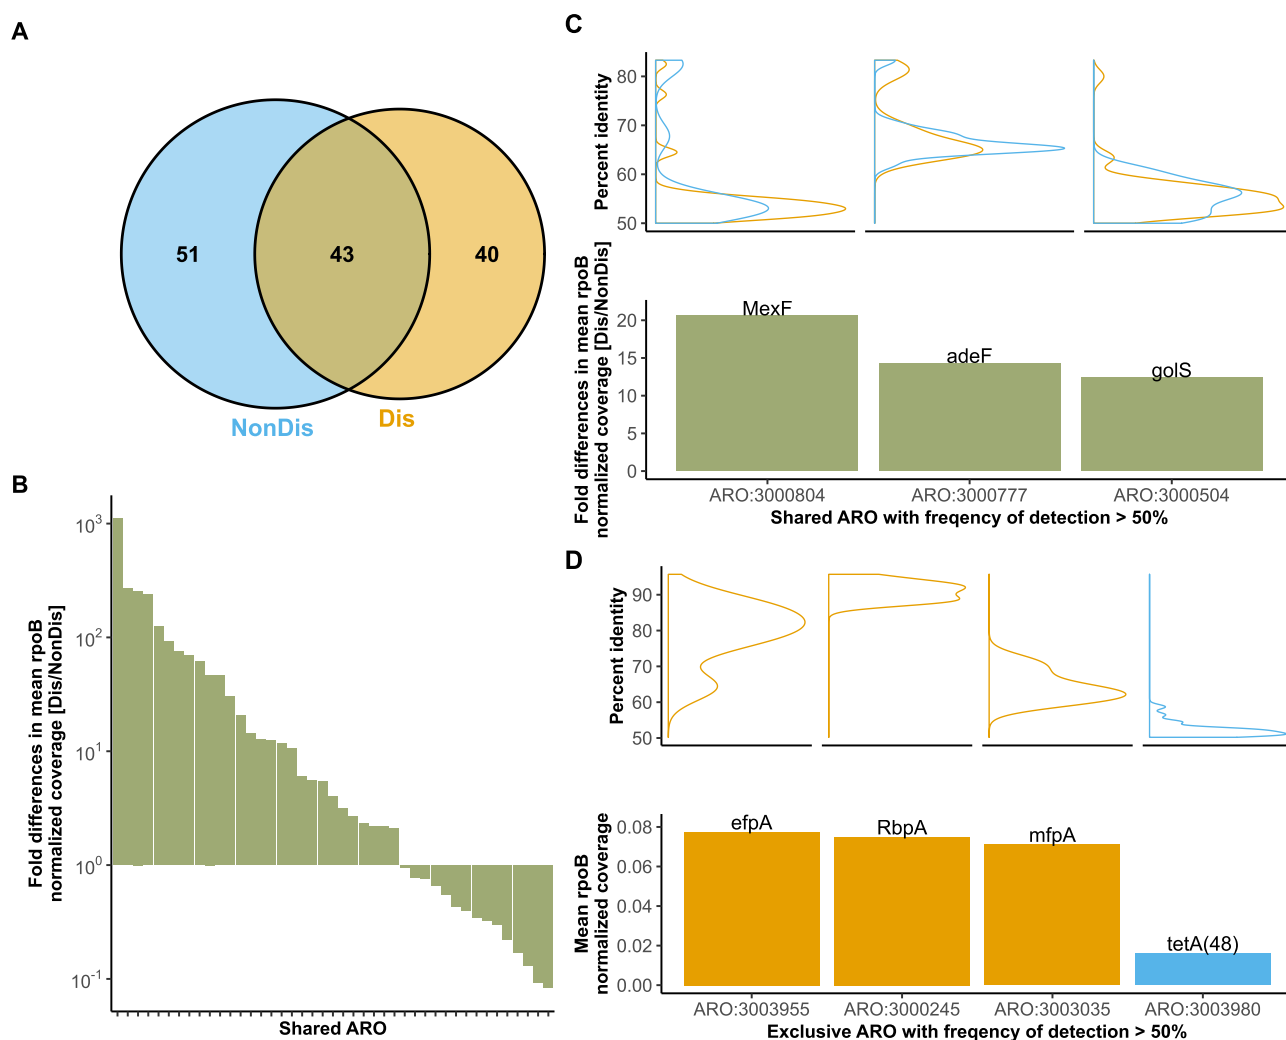 A
51
43
40
NonDis
Dis
B
Fold differences in mean rpoB
normalized coverage [Dis/NonDis]
10³
10²
10¹
10⁰
10⁻¹
Shared ARO
C
Percent identity
80
70
60
50
Fold differences in mean rpoB
normalized coverage [Dis/NonDis]
20
15
10
5
0
MexF
adeF
golS
ARO:3000804
ARO:3000777
ARO:3000504
Shared ARO with freqency of detection > 50%
D
Percent identity
90
80
70
60
50
Mean rpoB
normalized coverage
0.08
0.06
0.04
0.02
0.00
efpA
RbpA
mfpA
tetA(48)
ARO:3003955
ARO:3000245
ARO:3003035
ARO:3003980
Exclusive ARO with freqency of detection > 50%